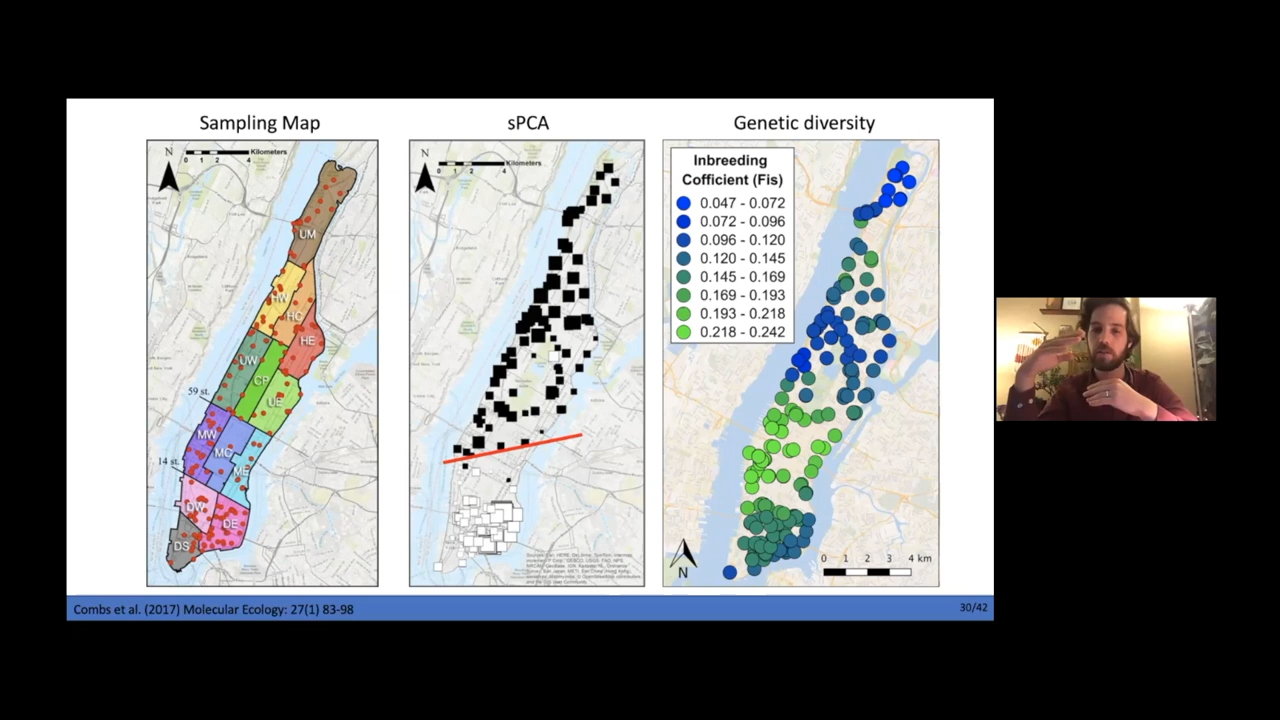 Sampling Map
sPCA
Genetic diversity
N
0 1 2 4 Kilometers
UM
HW
HC
HE
UW
CP
UE
59 st.
MW
MC
ME
14 st.
DW
DE
DS
N
0 1 2 4 Kilometers
Inbreeding
Cofficient (Fis)
0.047 - 0.072
0.072 - 0.096
0.096 - 0.120
0.120 - 0.145
0.145 - 0.169
0.169 - 0.193
0.193 - 0.218
0.218 - 0.242
N
0 1 2 3 4 km
Combs et al. (2017) Molecular Ecology: 27(1) 83-98
30/42